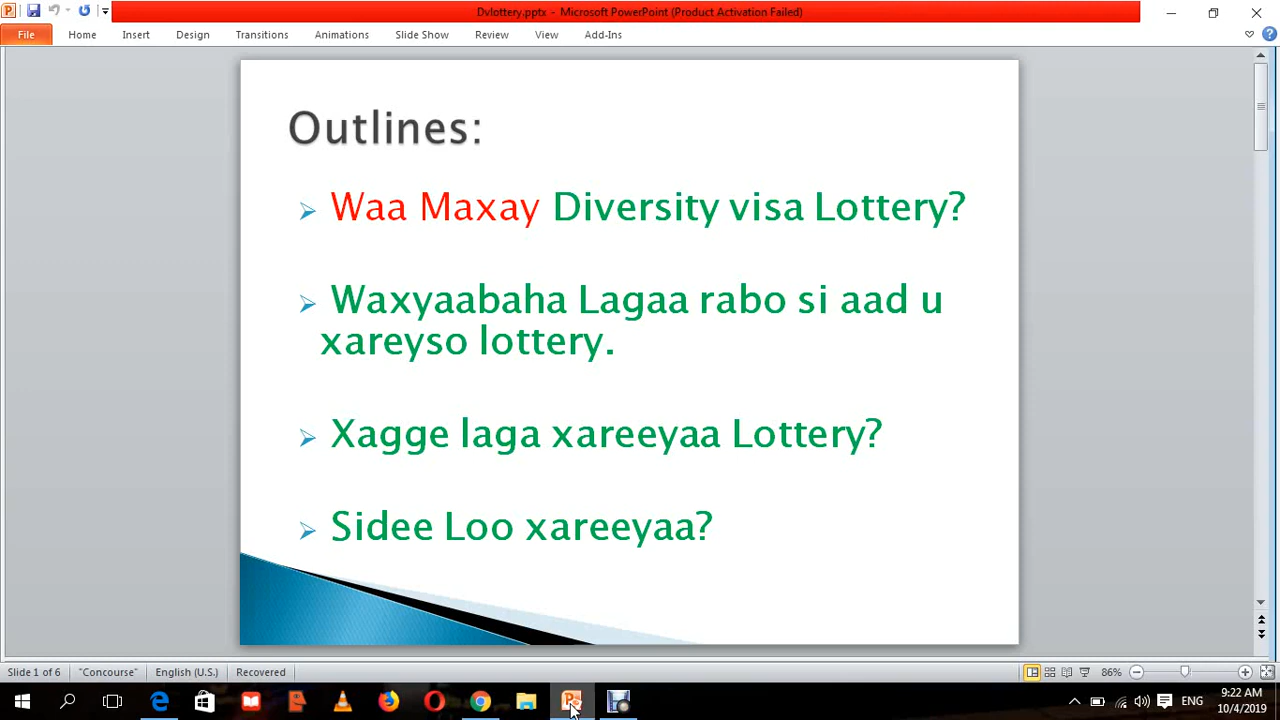 Dvlottery.pptx - Microsoft PowerPoint (Product Activation Failed)
File Home Insert Design Transitions Animations Slide Show Review View Add-Ins
Outlines:
Waa Maxay Diversity visa Lottery?
Waxyaabaha Lagaa rabo si aad u
xareyso lottery.
Xagge laga xareeyaa Lottery?
Sidee Loo xareeyaa?
Slide 1 of 6 "Concourse" English (U.S.) Recovered 86%
ENG 9:22 AM
10/4/2019